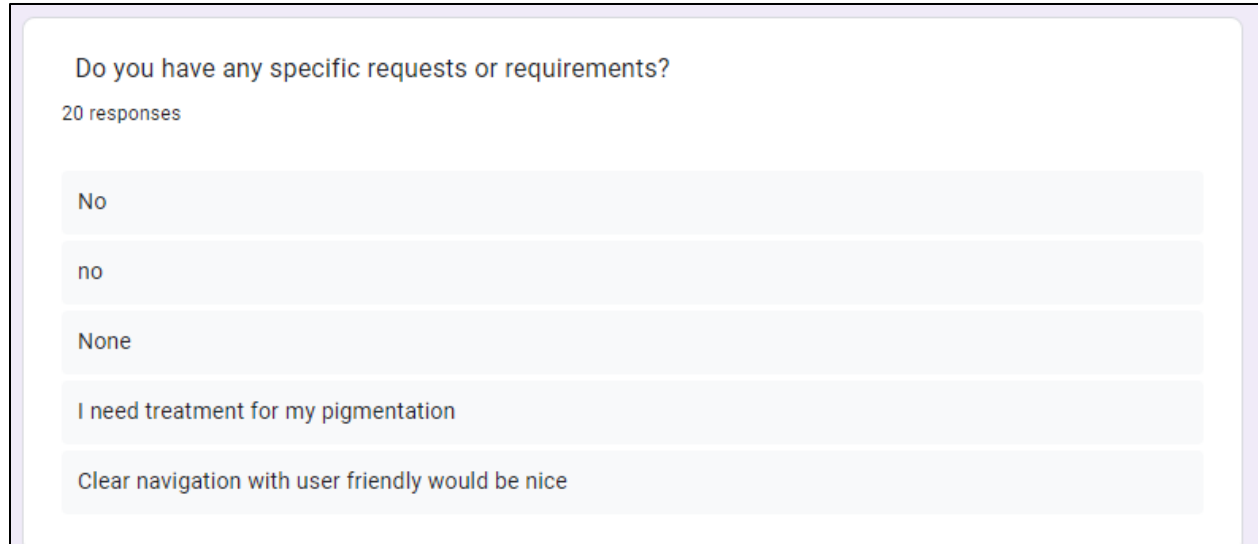 Do you have any specific requests or requirements?
20 responses
No
no
None
I need treatment for my pigmentation
Clear navigation with user friendly would be nice